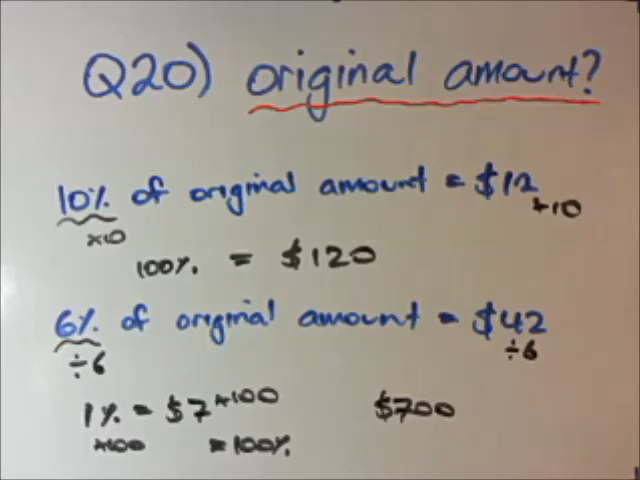 Q20) original amount?
10% of original amount = $12
×10 ×10
100% = $120
6% of original amount = $42
÷6 ÷6
1% = $7 ×100 $700
×100 = 100%